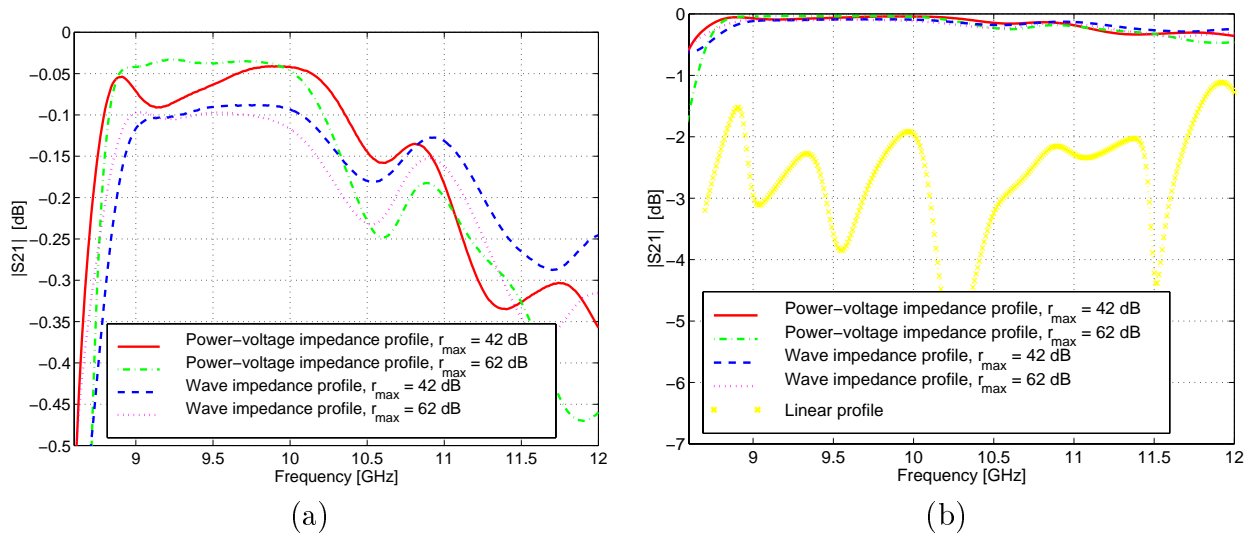 0
−0.05
−0.1
−0.15
−0.2
−0.25
−0.3
−0.35
−0.4
−0.45
−0.5
|S21| [dB]
Power−voltage impedance profile, r_max = 42 dB
Power−voltage impedance profile, r_max = 62 dB
Wave impedance profile, r_max = 42 dB
Wave impedance profile, r_max = 62 dB
9 9.5 10 10.5 11 11.5 12
Frequency [GHz]
(a)
0
−1
−2
−3
−4
−5
−6
−7
|S21| [dB]
Power−voltage impedance profile, r_max = 42 dB
Power−voltage impedance profile, r_max = 62 dB
Wave impedance profile, r_max = 42 dB
Wave impedance profile, r_max = 62 dB
Linear profile
9 9.5 10 10.5 11 11.5 12
Frequency [GHz]
(b)